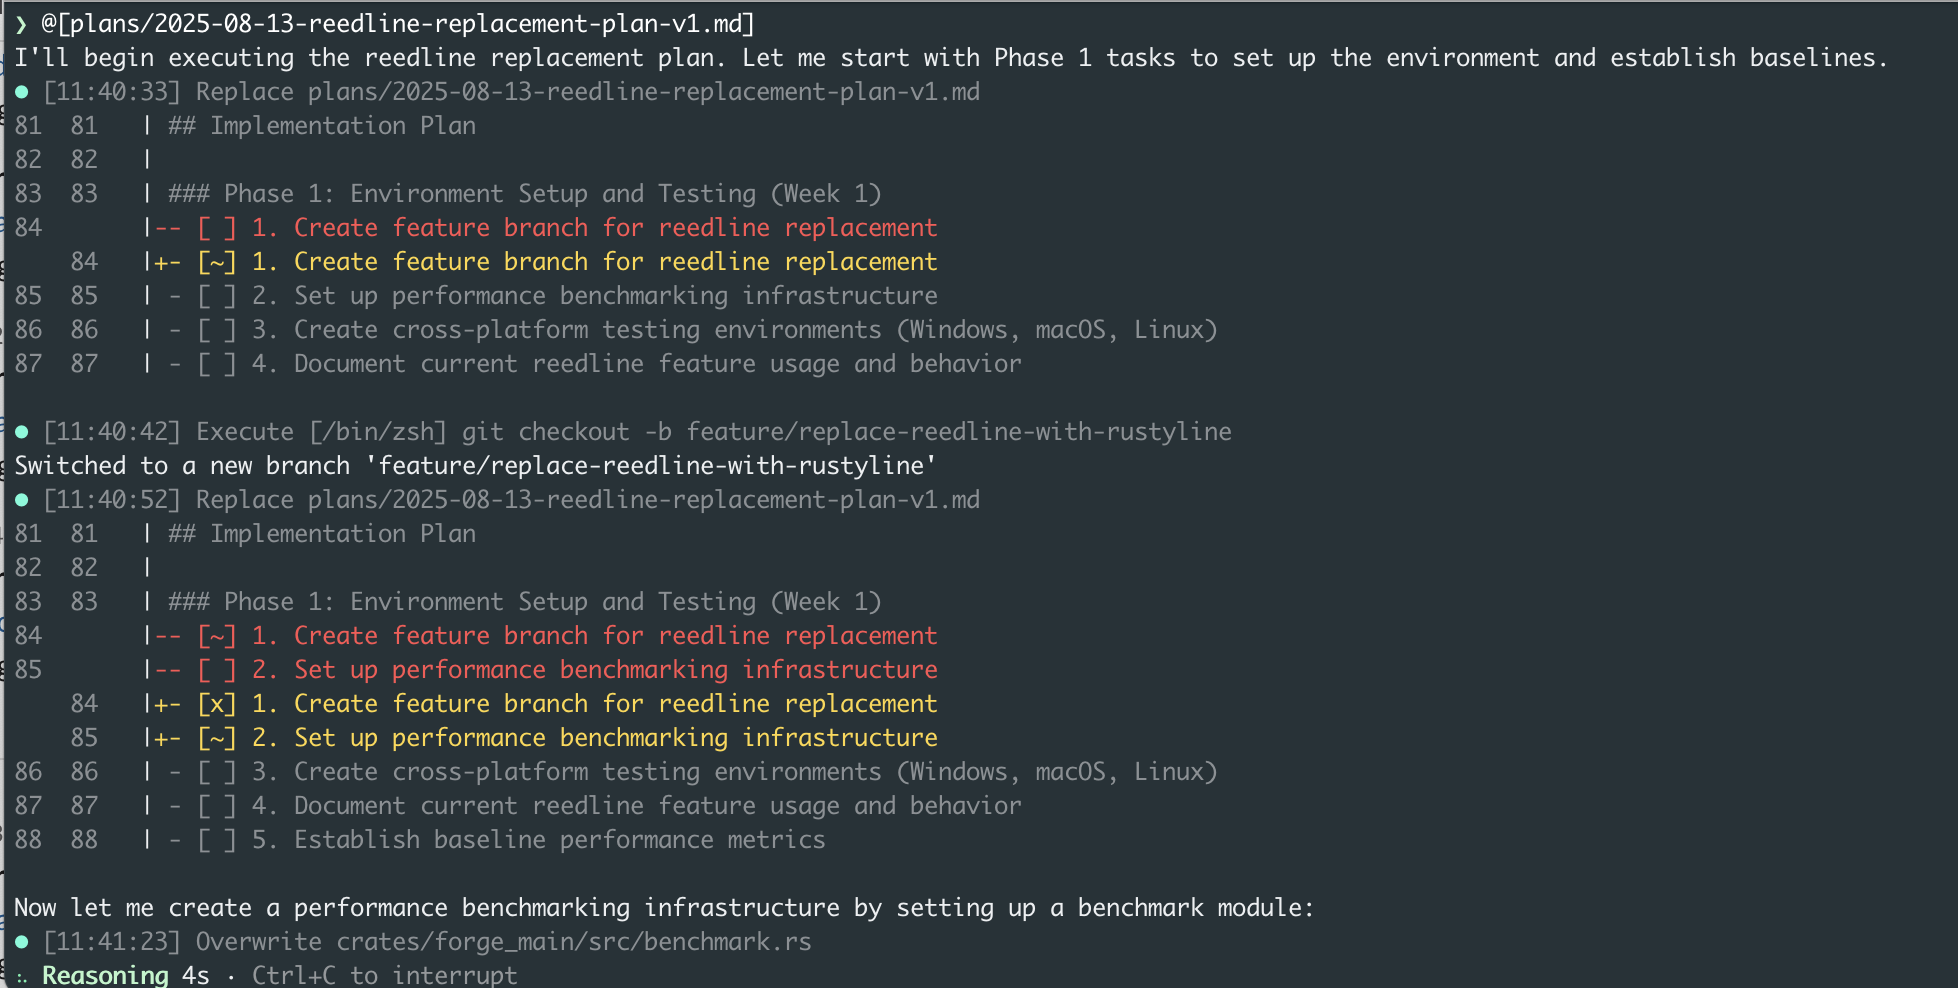 ❯ @[plans/2025-08-13-reedline-replacement-plan-v1.md]
I'll begin executing the reedline replacement plan. Let me start with Phase 1 tasks to set up the environment and establish baselines.
● [11:40:33] Replace plans/2025-08-13-reedline-replacement-plan-v1.md
81  81   | ## Implementation Plan
82  82   |
83  83   | ### Phase 1: Environment Setup and Testing (Week 1)
84       |-- [ ] 1. Create feature branch for reedline replacement
    84   |+- [~] 1. Create feature branch for reedline replacement
85  85   | - [ ] 2. Set up performance benchmarking infrastructure
86  86   | - [ ] 3. Create cross-platform testing environments (Windows, macOS, Linux)
87  87   | - [ ] 4. Document current reedline feature usage and behavior
● [11:40:42] Execute [/bin/zsh] git checkout -b feature/replace-reedline-with-rustyline
Switched to a new branch 'feature/replace-reedline-with-rustyline'
● [11:40:52] Replace plans/2025-08-13-reedline-replacement-plan-v1.md
81  81   | ## Implementation Plan
82  82   |
83  83   | ### Phase 1: Environment Setup and Testing (Week 1)
84       |-- [~] 1. Create feature branch for reedline replacement
85       |-- [ ] 2. Set up performance benchmarking infrastructure
    84   |+- [x] 1. Create feature branch for reedline replacement
    85   |+- [~] 2. Set up performance benchmarking infrastructure
86  86   | - [ ] 3. Create cross-platform testing environments (Windows, macOS, Linux)
87  87   | - [ ] 4. Document current reedline feature usage and behavior
88  88   | - [ ] 5. Establish baseline performance metrics
Now let me create a performance benchmarking infrastructure by setting up a benchmark module:
● [11:41:23] Overwrite crates/forge_main/src/benchmark.rs
Reasoning 4s · Ctrl+C to interrupt